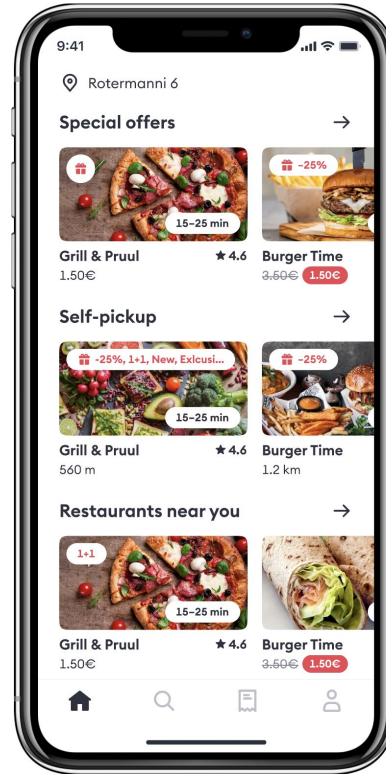 9:41
Rotermanni 6
Special offers
-25%
15–25 min
Grill & Pruul ★ 4.6 Burger Time
1.50€ 3.50€ 1.50€
Self-pickup
-25%, 1+1, New, Exlcusi... -25%
15–25 min
Grill & Pruul ★ 4.6 Burger Time
560 m 1.2 km
Restaurants near you
1+1
15–25 min
Grill & Pruul ★ 4.6 Burger Time
1.50€ 3.50€ 1.50€